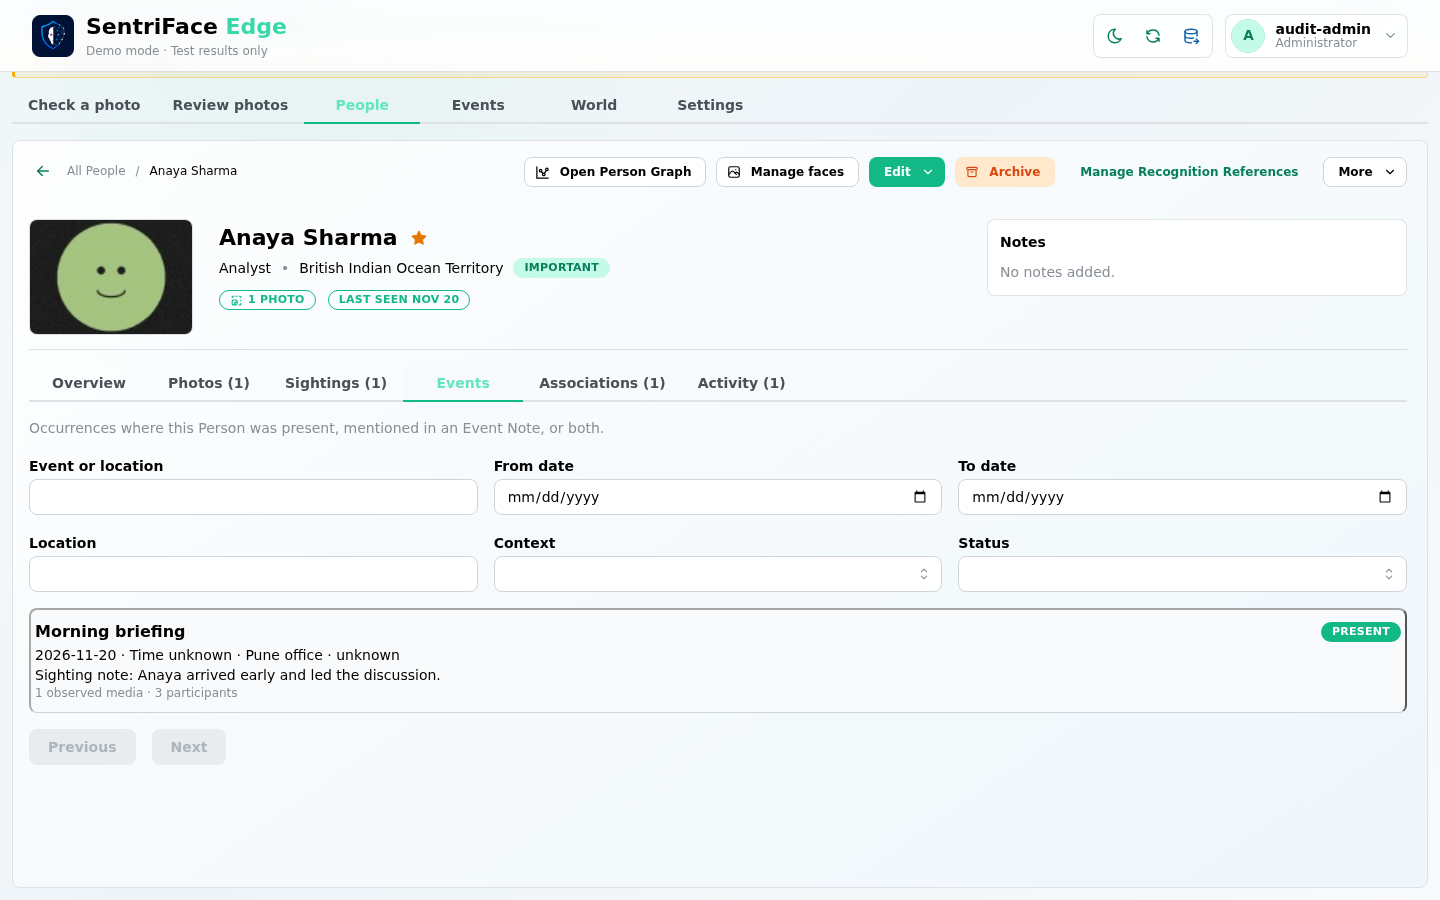 SentriFace Edge
Demo mode · Test results only
A
audit-admin
Administrator
Check a photo
Review photos
People
Events
World
Settings
All People / Anaya Sharma
Open Person Graph
Manage faces
Edit
Archive
Manage Recognition References
More
Anaya Sharma
Analyst • British Indian Ocean Territory IMPORTANT
1 PHOTO
LAST SEEN NOV 20
Notes
No notes added.
Overview
Photos (1)
Sightings (1)
Events
Associations (1)
Activity (1)
Occurrences where this Person was present, mentioned in an Event Note, or both.
Event or location
From date
To date
mm/dd/yyyy
mm/dd/yyyy
Location
Context
Status
Morning briefing
PRESENT
2026-11-20 · Time unknown · Pune office · unknown
Sighting note: Anaya arrived early and led the discussion.
1 observed media · 3 participants
Previous
Next